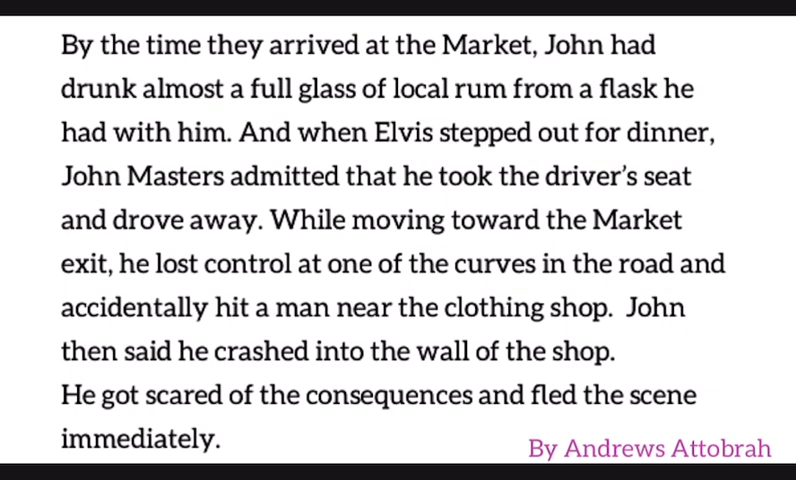 By the time they arrived at the Market, John had
drunk almost a full glass of local rum from a flask he
had with him. And when Elvis stepped out for dinner,
John Masters admitted that he took the driver’s seat
and drove away. While moving toward the Market
exit, he lost control at one of the curves in the road and
accidentally hit a man near the clothing shop.  John
then said he crashed into the wall of the shop.
He got scared of the consequences and fled the scene
immediately.
By Andrews Attobrah